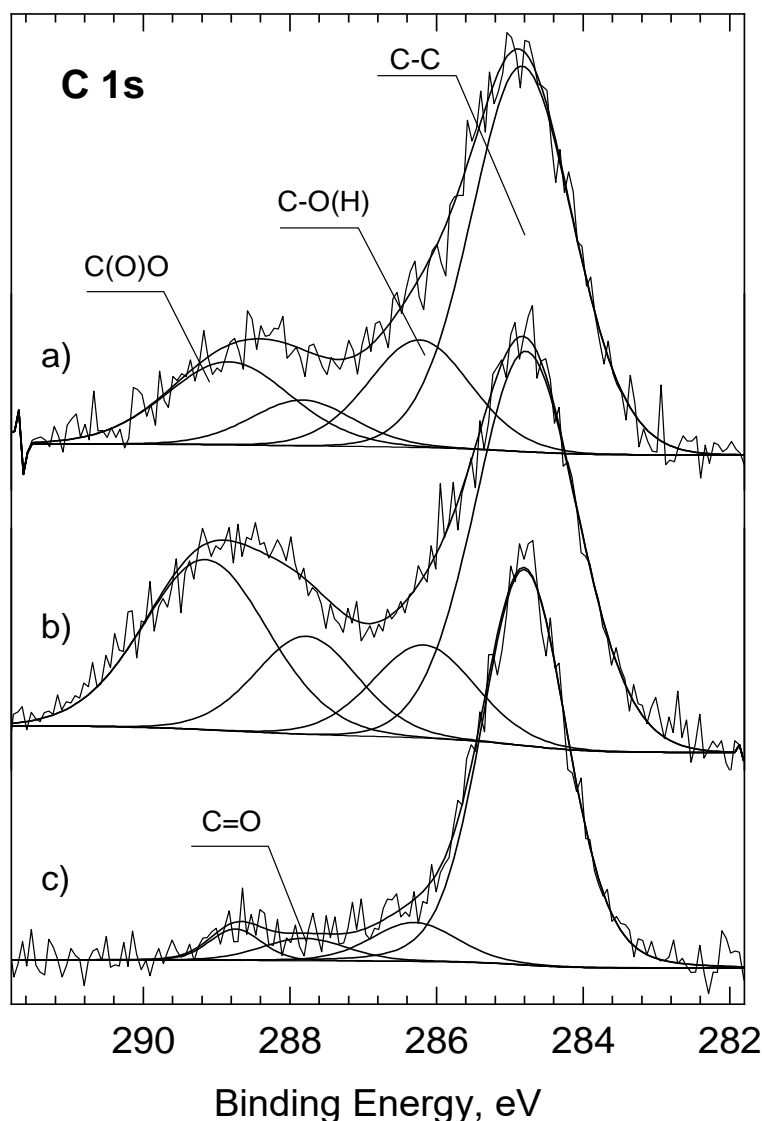 C 1s
C-C
C-O(H)
C(O)O
a)
b)
C=O
c)
290 288 286 284 282
Binding Energy, eV